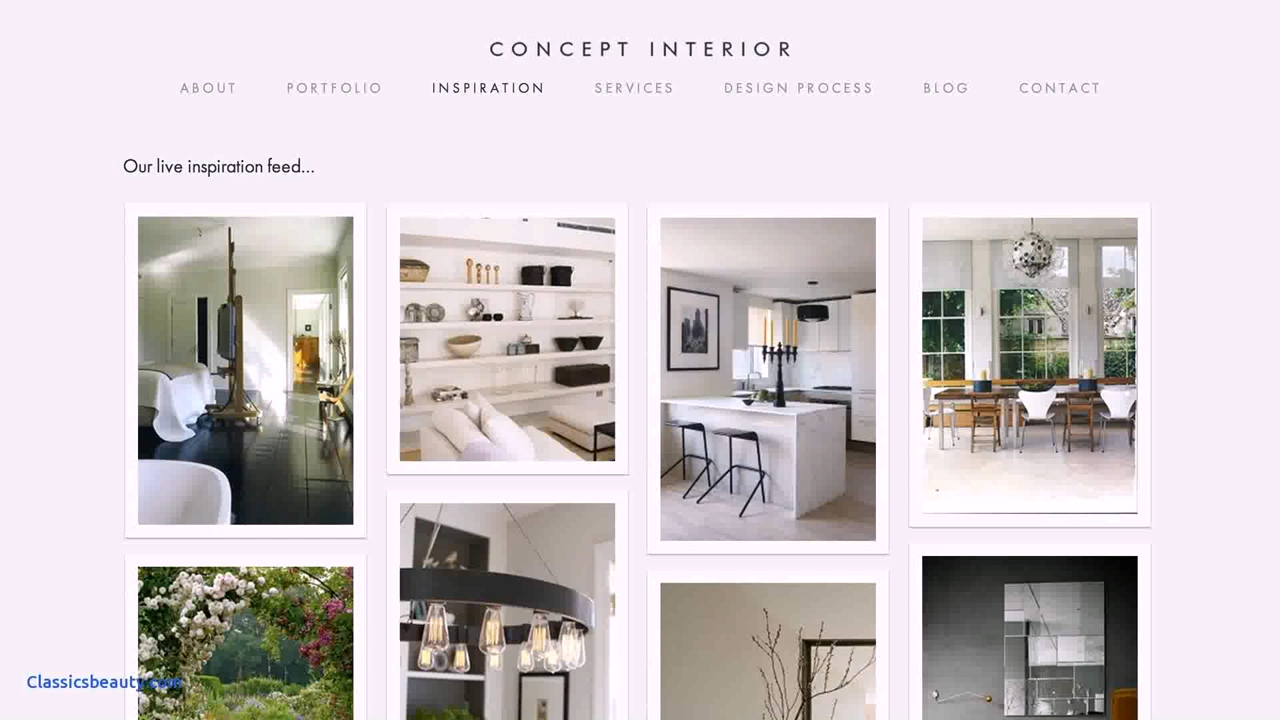 CONCEPT INTERIOR
ABOUT PORTFOLIO INSPIRATION SERVICES DESIGN PROCESS BLOG CONTACT
Our live inspiration feed...
Classicsbeauty.com